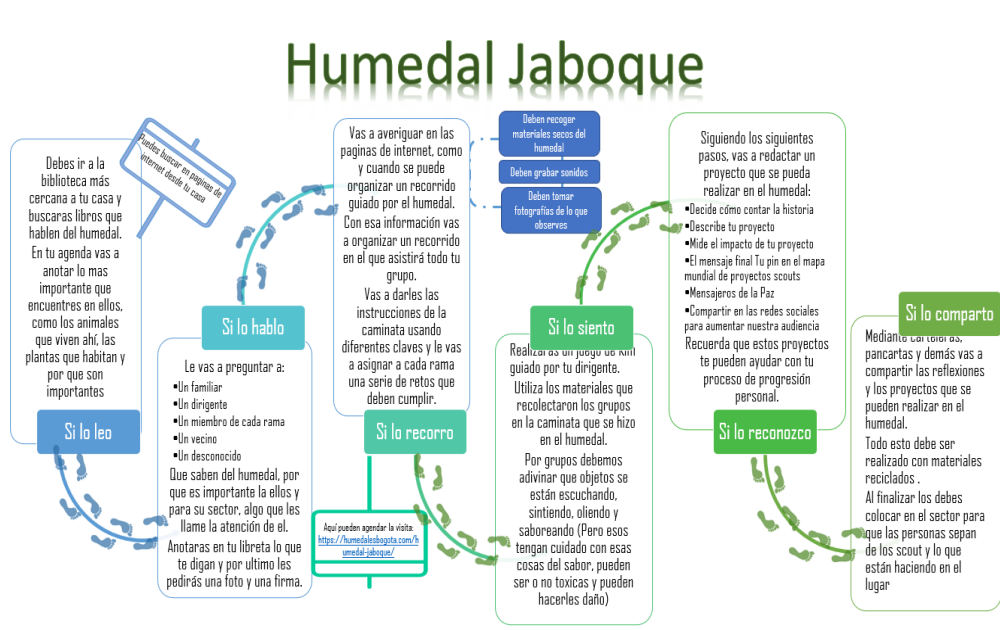 Humedal Jaboque
Debes ir a la
biblioteca más
cercana a tu casa y
buscaras libros que
hablen del humedal.
En tu agenda vas a
anotar lo mas
importante que
encuentres en ellos,
como los animales
que viven ahí, las
plantas que habitan y
por que son
importantes
Si lo leo
Puedes buscar en paginas de
internet desde tu casa
Si lo hablo
Le vas a preguntar a:
▪Un familiar
▪Un dirigente
▪Un miembro de cada rama
▪Un vecino
▪Un desconocido
Que saben del humedal, por
que es importante la ellos y
para su sector, algo que les
llame la atención de el.
Anotaras en tu libreta lo que
te digan y por ultimo les
pedirás una foto y una firma.
Vas a averiguar en las
paginas de internet, como
y cuando se puede
organizar un recorrido
guiado por el humedal.
Con esa información vas
a organizar un recorrido
en el que asistirá todo tu
grupo.
Vas a darles las
instrucciones de la
caminata usando
diferentes claves y le vas
a asignar a cada rama
una serie de retos que
deben cumplir.
Si lo recorro
Deben recoger
materiales secos del
humedal
Deben grabar sonidos
Deben tomar
fotografías de lo que
observes
Aquí pueden agendar la visita:
https://humedalesbogota.com/h
umedal-jaboque/
Si lo siento
Realizaras un juego de kim
guiado por tu dirigente.
Utiliza los materiales que
recolectaron los grupos
en la caminata que se hizo
en el humedal.
Por grupos debemos
adivinar que objetos se
están escuchando,
sintiendo, oliendo y
saboreando (Pero esos
tengan cuidado con esas
cosas del sabor, pueden
ser o no toxicas y pueden
hacerles daño)
Siguiendo los siguientes
pasos, vas a redactar un
proyecto que se pueda
realizar en el humedal:
▪Decide cómo contar la historia
▪Describe tu proyecto
▪Mide el impacto de tu proyecto
▪El mensaje final Tu pin en el mapa
mundial de proyectos scouts
▪Mensajeros de la Paz
▪Compartir en las redes sociales
para aumentar nuestra audiencia
Recuerda que estos proyectos
te pueden ayudar con tu
proceso de progresión
personal.
Si lo reconozco
Si lo comparto
Mediante carteleras,
pancartas y demás vas a
compartir las reflexiones
y los proyectos que se
pueden realizar en el
humedal.
Todo esto debe ser
realizado con materiales
reciclados .
Al finalizar los debes
colocar en el sector para
que las personas sepan
de los scout y lo que
están haciendo en el
lugar